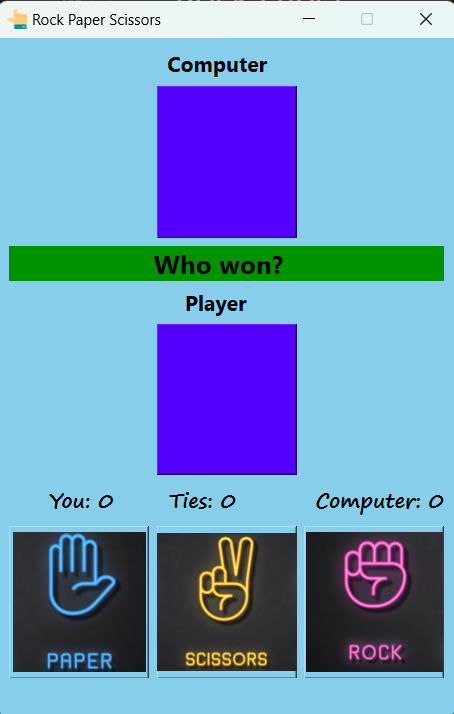 Rock Paper Scissors
Computer
Who won?
Player
You: 0 Ties: 0 Computer: 0
PAPER SCISSORS ROCK